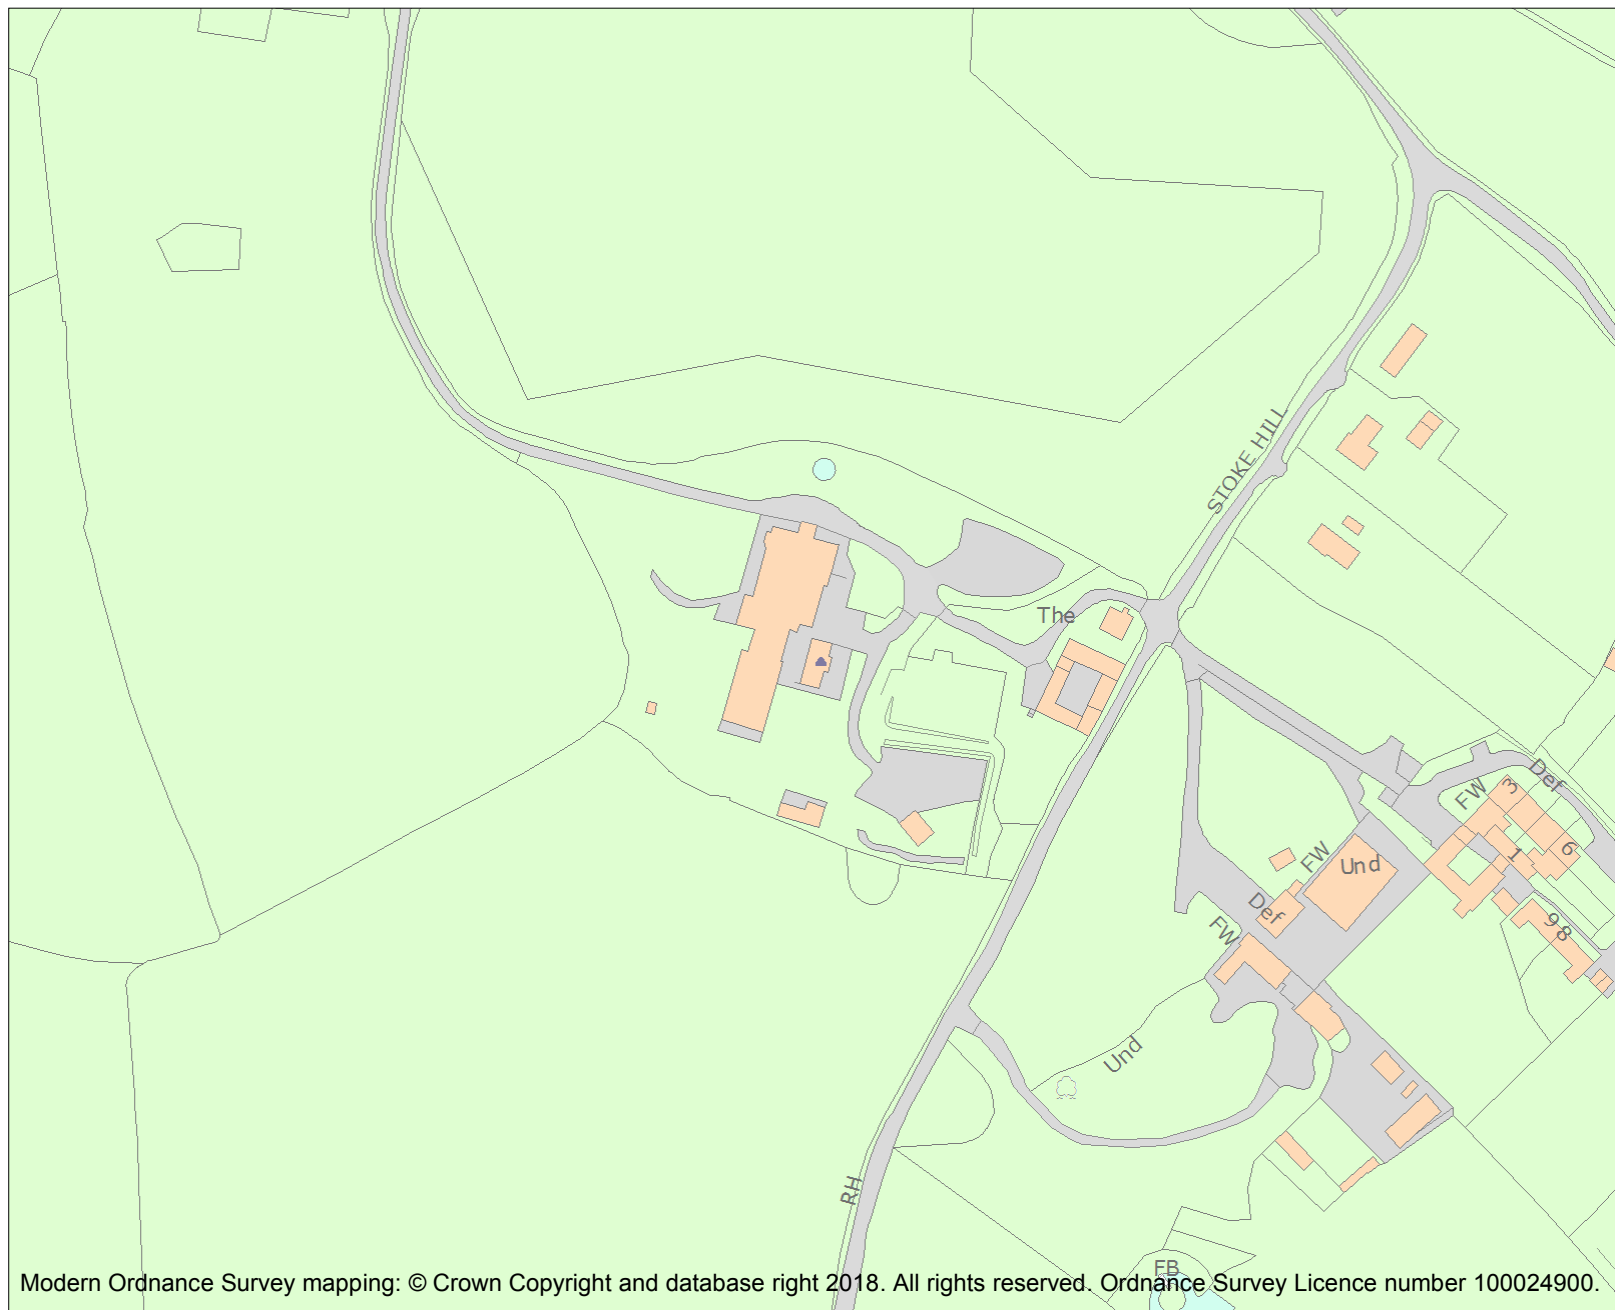 STOKE HILL
The
Def
FW
3
6
1
FW
Und
Def
98
FW
Und
RH
FB
Modern Ordnance Survey mapping: © Crown Copyright and database right 2018. All rights reserved. Ordnance Survey Licence number 100024900.